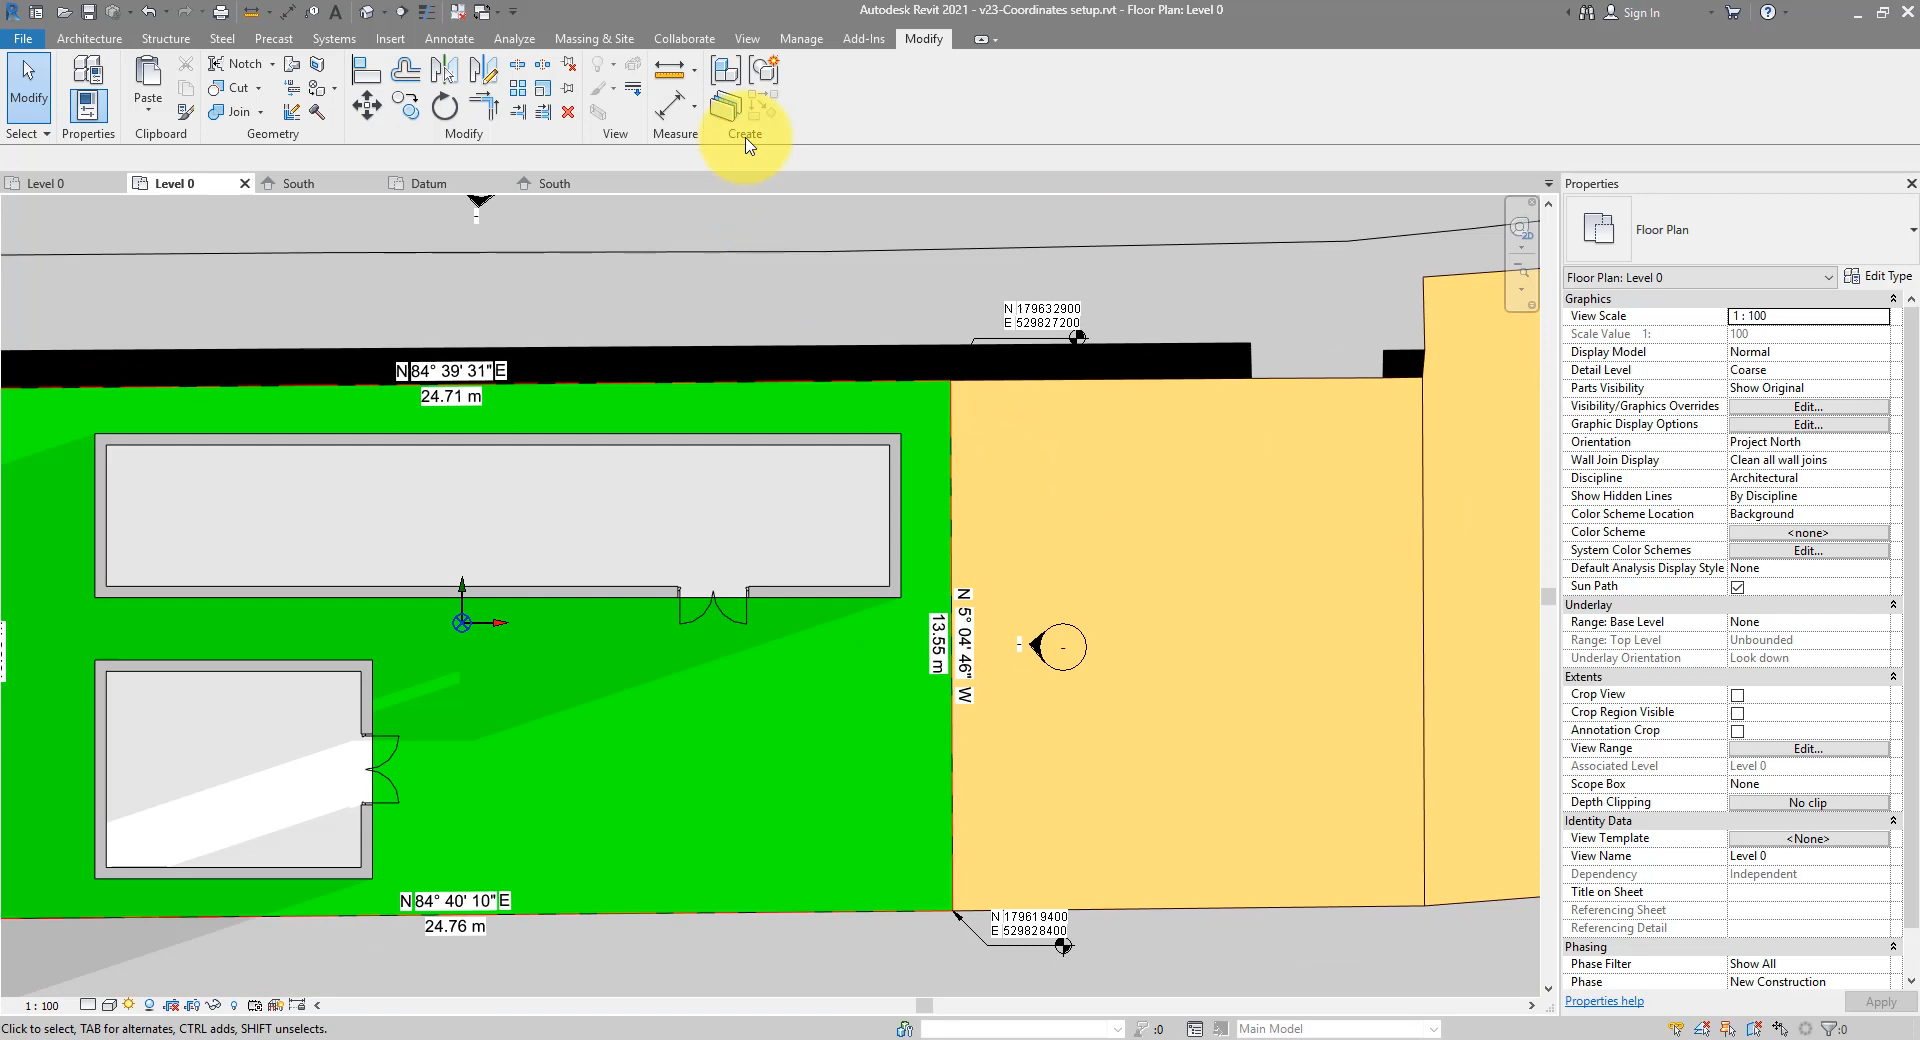 Autodesk Revit 2021 - v23-Coordinates setup.rvt - Floor Plan: Level 0
Sign In
File Architecture Structure Steel Precast Systems Insert Annotate Analyze Massing & Site Collaborate View Manage Add-Ins Modify
Modify
Paste
Notch
Cut
Join
Select Properties Clipboard Geometry Modify View Measure Create
Level 0
Level 0
South
Datum
South
N 179632900
E 529827200
N 84° 39' 31" E
24.71 m
13.55 m
N 5° 04' 46" W
N 84° 40' 10" E
24.76 m
N 179619400
E 529828400
2D
Properties
Floor Plan
Floor Plan: Level 0
Edit Type
Graphics
View Scale 1 : 100
Scale Value 1: 100
Display Model Normal
Detail Level Coarse
Parts Visibility Show Original
Visibility/Graphics Overrides Edit...
Graphic Display Options Edit...
Orientation Project North
Wall Join Display Clean all wall joins
Discipline Architectural
Show Hidden Lines By Discipline
Color Scheme Location Background
Color Scheme <none>
System Color Schemes Edit...
Default Analysis Display Style None
Sun Path
Underlay
Range: Base Level None
Range: Top Level Unbounded
Underlay Orientation Look down
Extents
Crop View
Crop Region Visible
Annotation Crop
View Range Edit...
Associated Level Level 0
Scope Box None
Depth Clipping No clip
Identity Data
View Template <None>
View Name Level 0
Dependency Independent
Title on Sheet
Referencing Sheet
Referencing Detail
Phasing
Phase Filter Show All
Phase New Construction
Properties help
Apply
1 : 100
Click to select, TAB for alternates, CTRL adds, SHIFT unselects.
:0
Main Model
:0